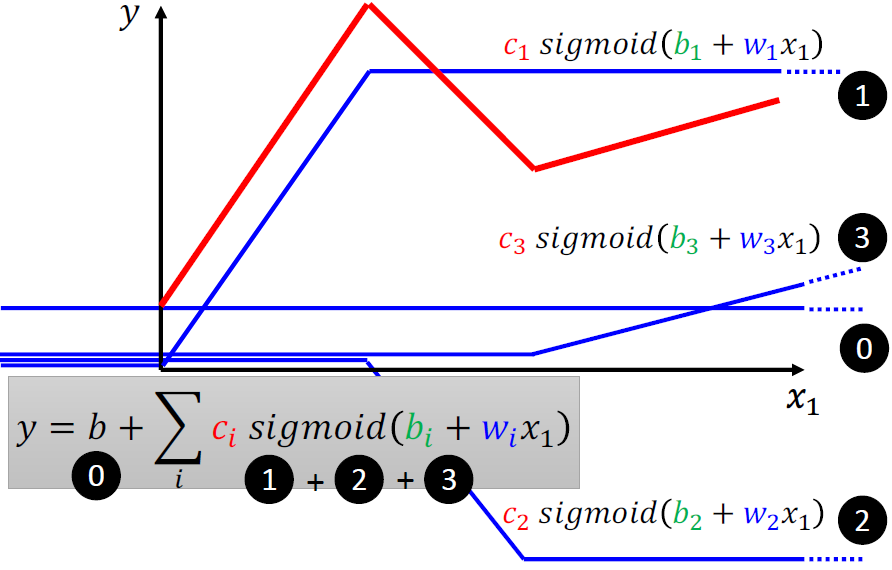 y
c₁ sigmoid(b₁ + w₁x₁)
1
c₃ sigmoid(b₃ + w₃x₁)
3
0
x₁
y = b + ∑ᵢ cᵢ sigmoid(bᵢ + wᵢx₁)
0 1 + 2 + 3
c₂ sigmoid(b₂ + w₂x₁)
2